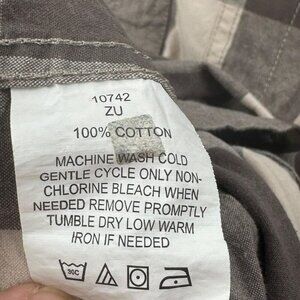 10742
ZU
100% COTTON
MACHINE WASH COLD
GENTLE CYCLE ONLY NON-
CHLORINE BLEACH WHEN
NEEDED REMOVE PROMPTLY
TUMBLE DRY LOW WARM
IRON IF NEEDED
30C